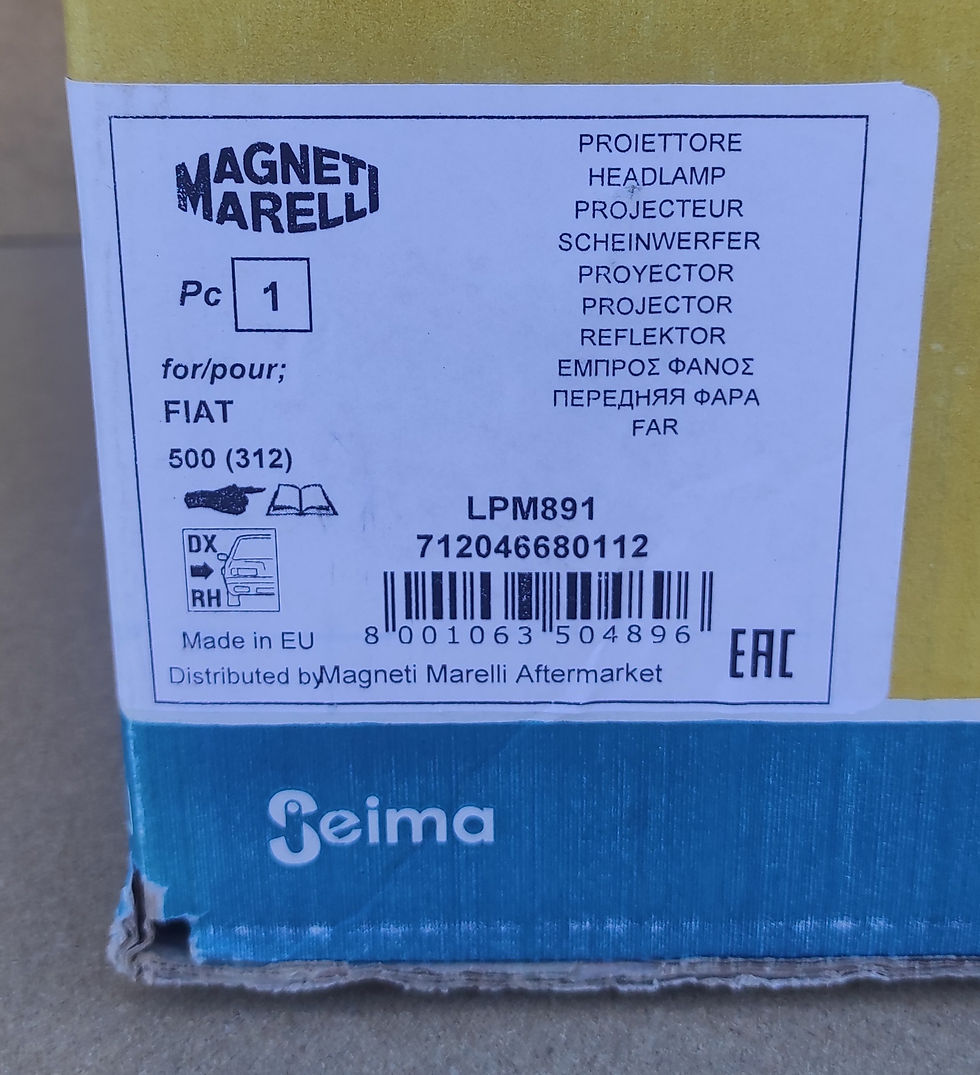 MAGNETI
MARELLI
Pc 1
for/pour;
FIAT
500 (312)
DX
RH
PROIETTORE
HEADLAMP
PROJECTEUR
SCHEINWERFER
PROYECTOR
PROJECTOR
REFLEKTOR
ΕΜΠΡΟΣ ΦΑΝΟΣ
ПЕРЕДНЯЯ ФАРА
FAR
LPM891
712046680112
8 001063 504896
EAC
Made in EU
Distributed by Magneti Marelli Aftermarket
Seima